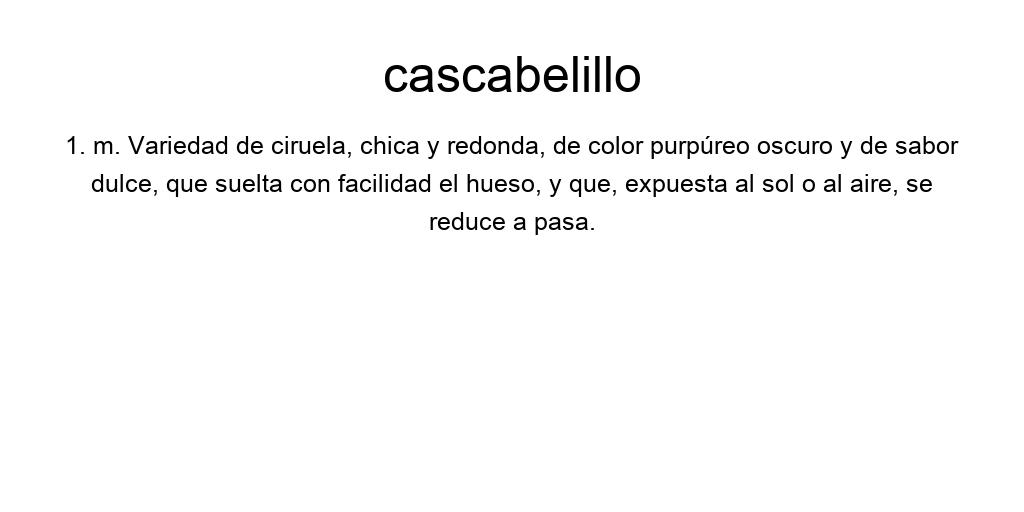 cascabelillo
1. m. Variedad de ciruela, chica y redonda, de color purpúreo oscuro y de sabor
dulce, que suelta con facilidad el hueso, y que, expuesta al sol o al aire, se
reduce a pasa.